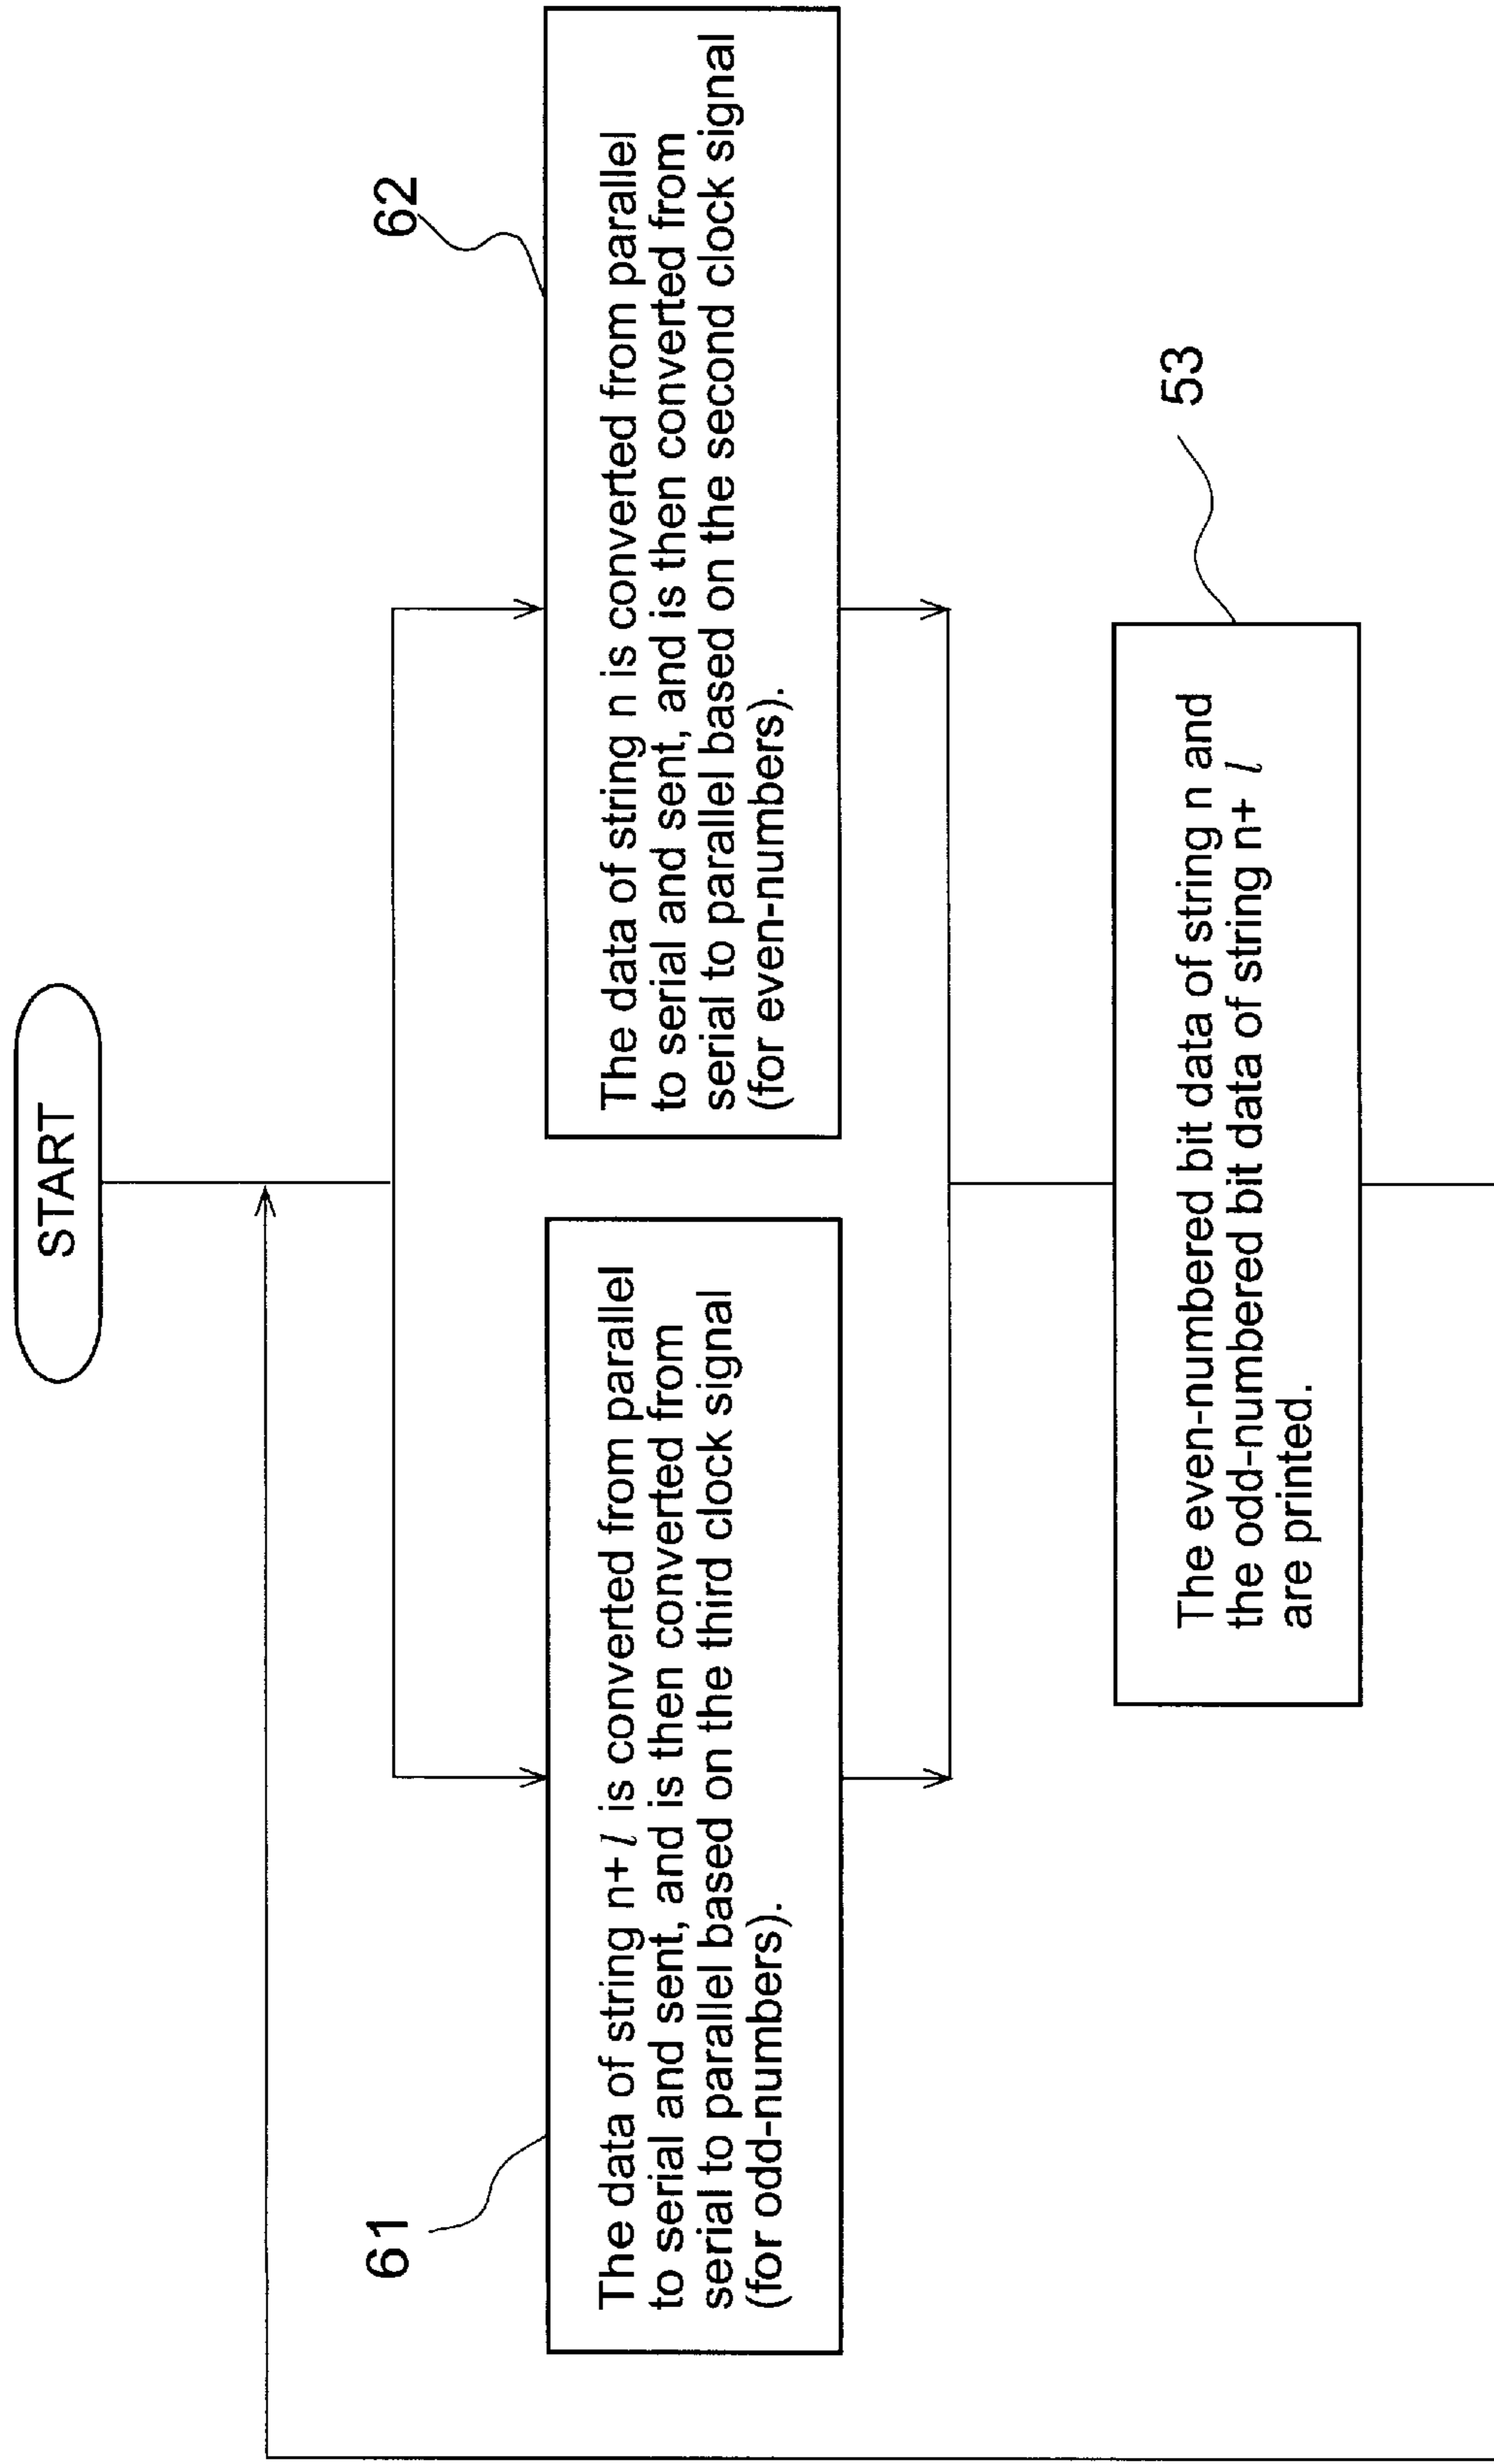 START
61
The data of string n+ l is converted from parallel
to serial and sent, and is then converted from
serial to parallel based on the third clock signal
(for odd-numbers).
62
The data of string n is converted from parallel
to serial and sent, and is then converted from
serial to parallel based on the second clock signal
(for even-numbers).
53
The even-numbered bit data of string n and
the odd-numbered bit data of string n+ l
are printed.